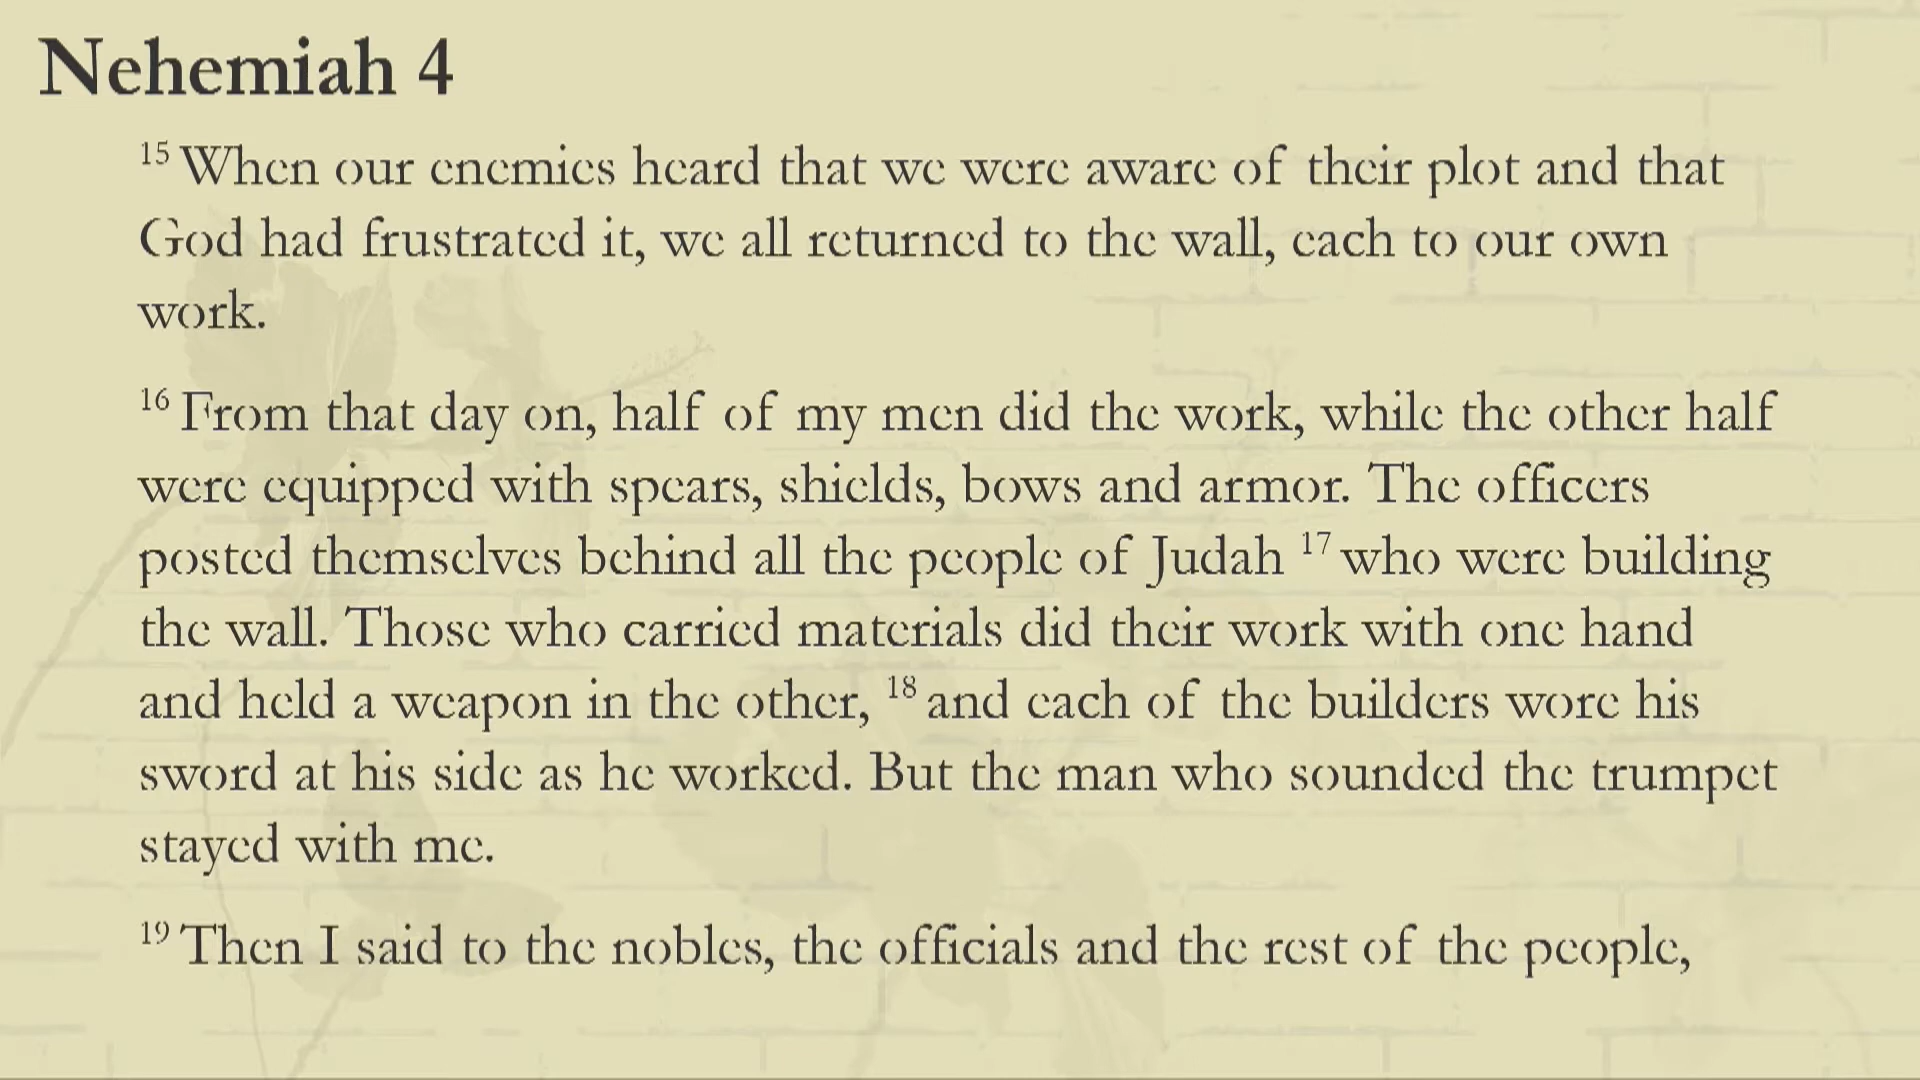 Nehemiah 4
15 When our enemies heard that we were aware of their plot and that
God had frustrated it, we all returned to the wall, each to our own
work.
16 From that day on, half of my men did the work, while the other half
were equipped with spears, shields, bows and armor. The officers
posted themselves behind all the people of Judah 17 who were building
the wall. Those who carried materials did their work with one hand
and held a weapon in the other, 18 and each of the builders wore his
sword at his side as he worked. But the man who sounded the trumpet
stayed with me.
19 Then I said to the nobles, the officials and the rest of the people,